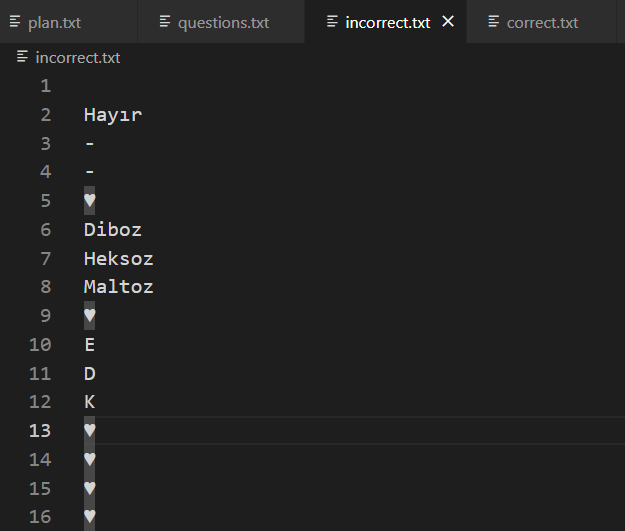 plan.txt questions.txt incorrect.txt correct.txt
incorrect.txt
1
2 Hayır
3 -
4 -
5 ♥
6 Diboz
7 Heksoz
8 Maltoz
9 ♥
10 E
11 D
12 K
13 ♥
14 ♥
15 ♥
16 ♥